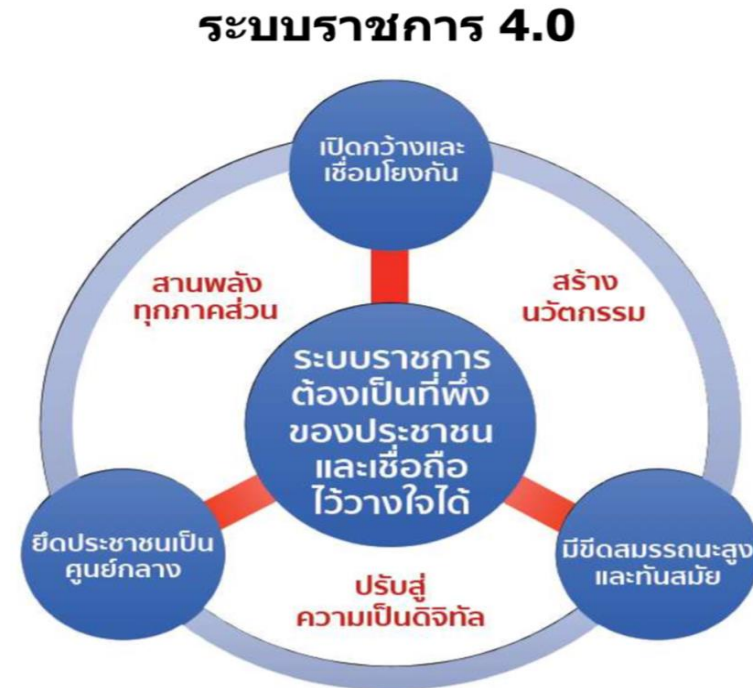 ระบบราชการ 4.0
เปิดกว้างและ
เชื่อมโยงกัน
สานพลัง
ทุกภาคส่วน
สร้าง
นวัตกรรม
ระบบราชการ
ต้องเป็นที่พึ่ง
ของประชาชน
และเชื่อถือ
ไว้วางใจได้
ยึดประชาชนเป็น
ศูนย์กลาง
มีขีดสมรรถนะสูง
และทันสมัย
ปรับสู่
ความเป็นดิจิทัล